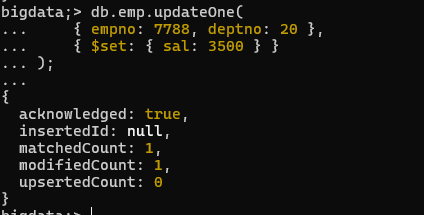 bigdata;> db.emp.updateOne(
...     { empno: 7788, deptno: 20 },
...     { $set: { sal: 3500 } }
... );
...
{
  acknowledged: true,
  insertedId: null,
  matchedCount: 1,
  modifiedCount: 1,
  upsertedCount: 0
}
bigdata;>